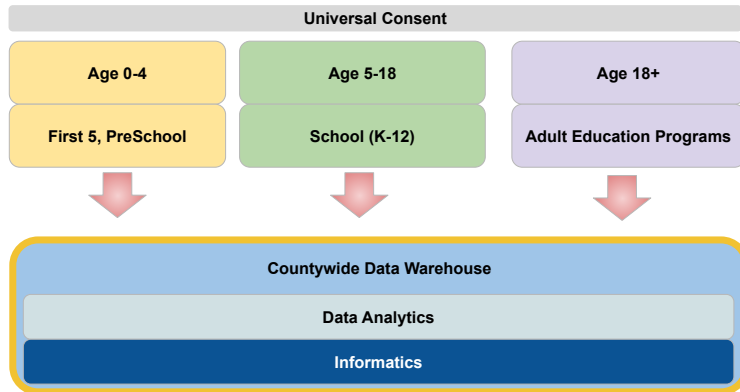 Universal Consent
Age 0-4
Age 5-18
Age 18+
First 5, PreSchool
School (K-12)
Adult Education Programs
Countywide Data Warehouse
Data Analytics
Informatics